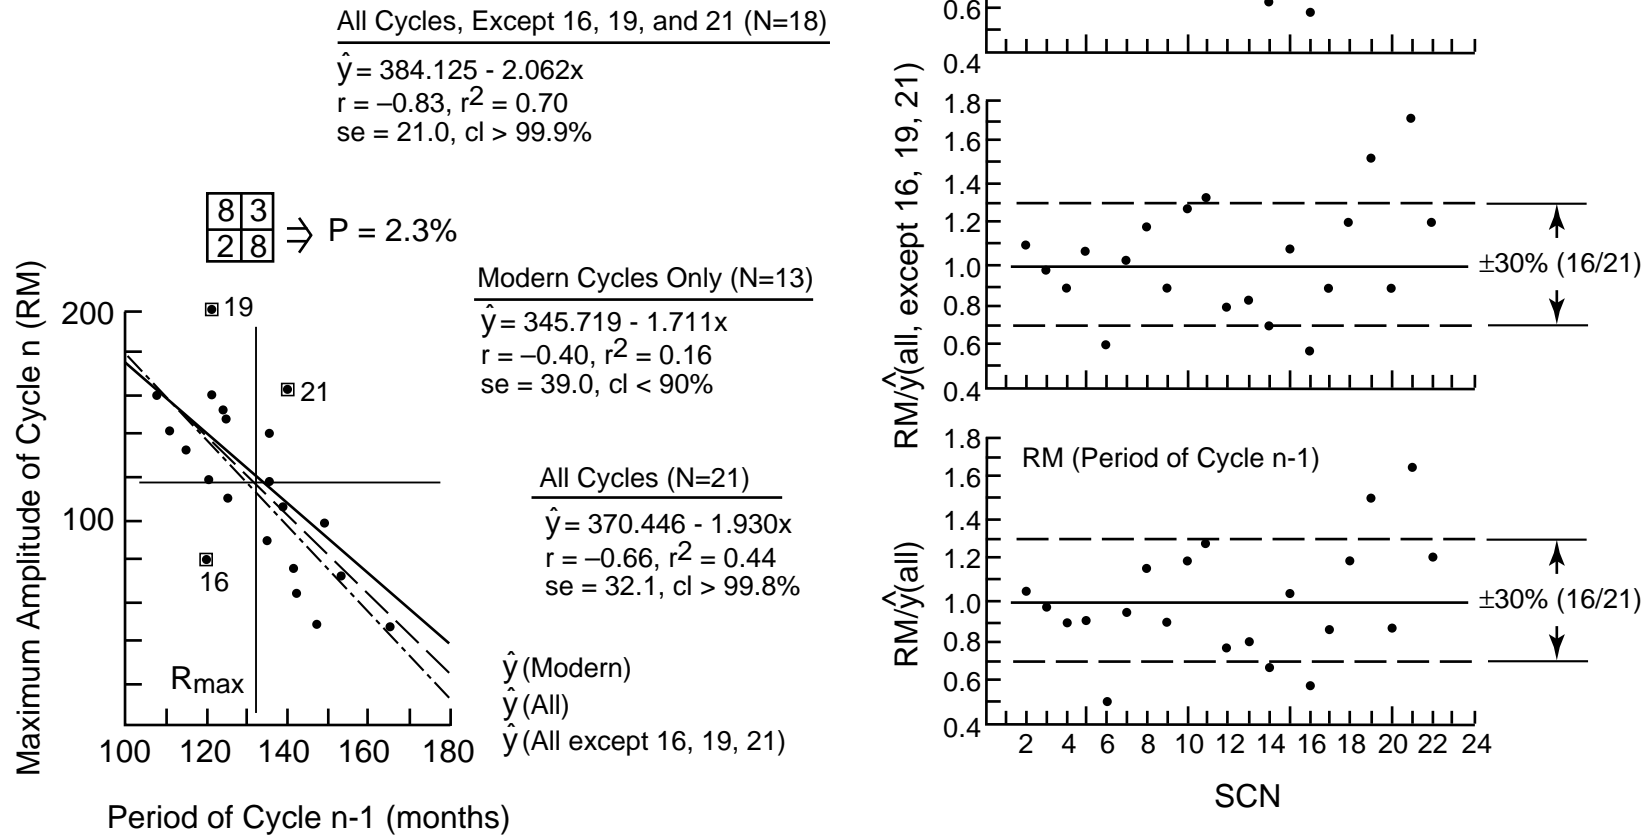 All Cycles, Except 16, 19, and 21 (N=18)
ŷ = 384.125 - 2.062x
r = –0.83, r2 = 0.70
se = 21.0, cl > 99.9%
8 3
2 8
P = 2.3%
Modern Cycles Only (N=13)
ŷ = 345.719 - 1.711x
r = –0.40, r2 = 0.16
se = 39.0, cl < 90%
All Cycles (N=21)
ŷ = 370.446 - 1.930x
r = –0.66, r2 = 0.44
se = 32.1, cl > 99.8%
ŷ (Modern)
ŷ (All)
ŷ (All except 16, 19, 21)
Maximum Amplitude of Cycle n (RM)
200
100
19
21
16
Rmax
100 120 140 160 180
Period of Cycle n-1 (months)
0.6
0.4
RM/ŷ(all, except 16, 19, 21)
1.8
1.6
1.4
1.2
1.0
0.8
0.6
0.4
±30% (16/21)
RM/ŷ(all)
1.8
1.6
1.4
1.2
1.0
0.8
0.6
0.4
RM (Period of Cycle n-1)
±30% (16/21)
2 4 6 8 10 12 14 16 18 20 22 24
SCN